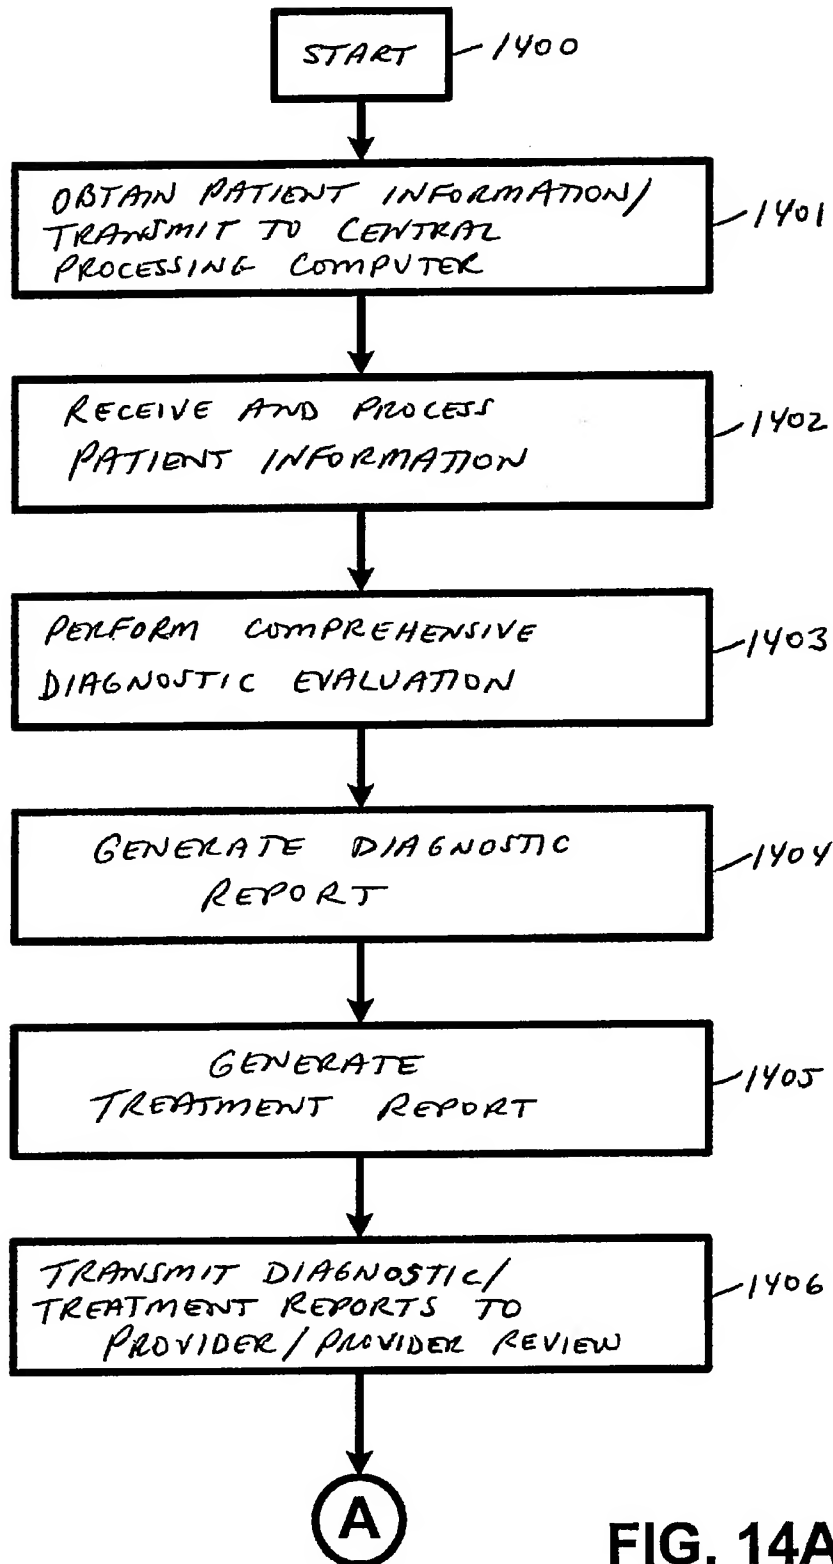 START 1400
OBTAIN PATIENT INFORMATION/
TRANSMIT TO CENTRAL
PROCESSING COMPUTER
1401
RECEIVE AND PROCESS
PATIENT INFORMATION
1402
PERFORM COMPREHENSIVE
DIAGNOSTIC EVALUATION
1403
GENERATE DIAGNOSTIC
REPORT
1404
GENERATE
TREATMENT REPORT
1405
TRANSMIT DIAGNOSTIC/
TREATMENT REPORTS TO
PROVIDER/PROVIDER REVIEW
1406
A
FIG. 14A